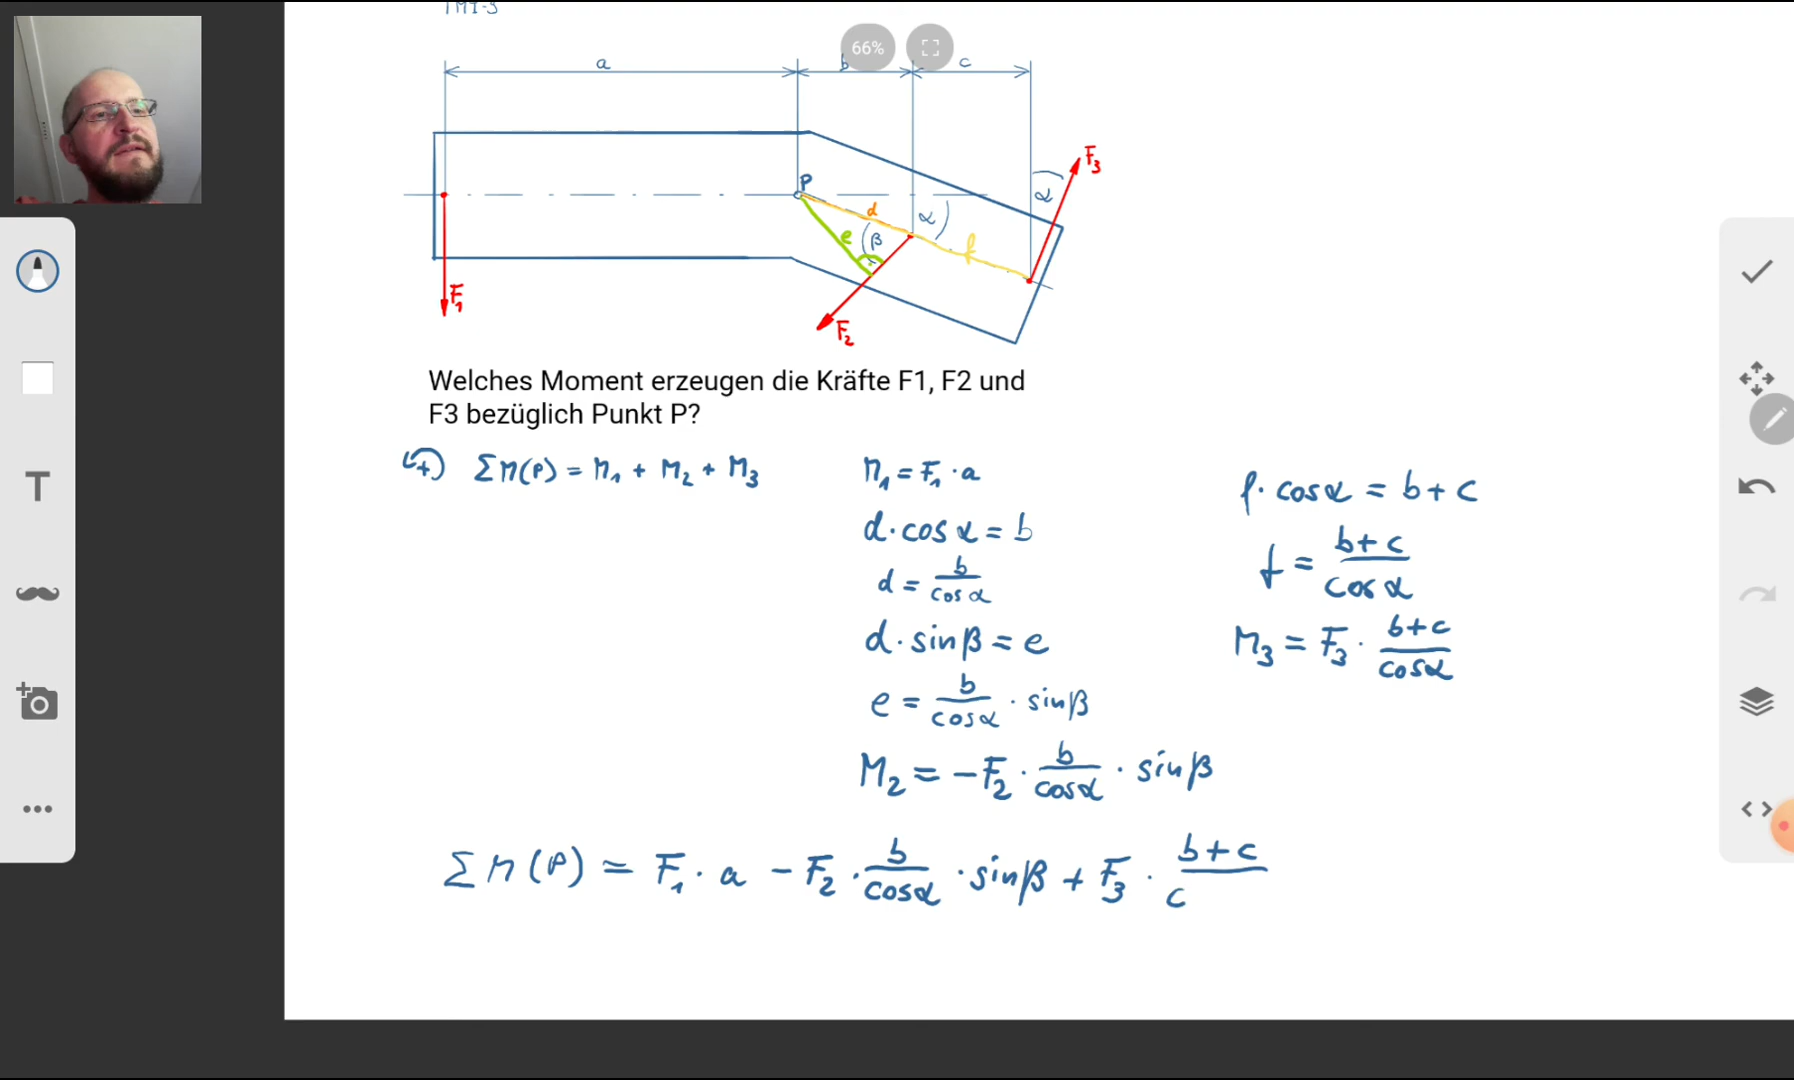 TMT-3
66%
a b c
P
d α α
e β f
F₁
F₂
F₃
Welches Moment erzeugen die Kräfte F1, F2 und
F3 bezüglich Punkt P?
+ ΣM(P) = M₁ + M₂ + M₃
M₁ = F₁ · a
d · cos α = b
d = b / cos α
d · sin β = e
e = b / cos α · sin β
M₂ = −F₂ · b / cos α · sin β
f · cos α = b + c
f = b + c / cos α
M₃ = F₃ · b + c / cos α
ΣM(P) = F₁ · a − F₂ · b / cos α · sin β + F₃ · b + c / c
T